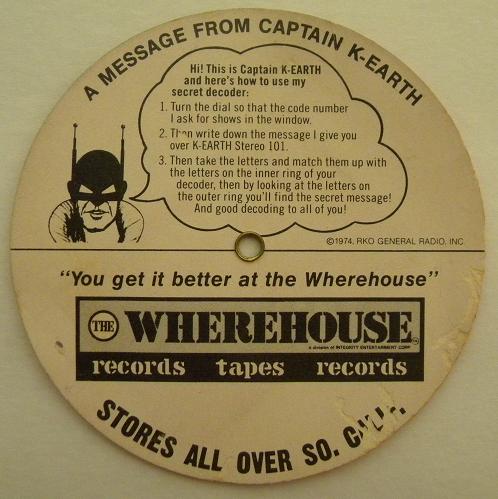 A MESSAGE FROM CAPTAIN K-EARTH
Hi! This is Captain K-EARTH
and here's how to use my
secret decoder:
1. Turn the dial so that the code number
I ask for shows in the window.
2. Then write down the message I give you
over K-EARTH Stereo 101.
3. Then take the letters and match them up with
the letters on the inner ring of your
decoder, then by looking at the letters on
the outer ring you'll find the secret message!
And good decoding to all of you!
©1974, RKO GENERAL RADIO, INC.
"You get it better at the Wherehouse"
THE WHEREHOUSE
a division of INTEGRITY ENTERTAINMENT CORP.
records tapes records
STORES ALL OVER SO.